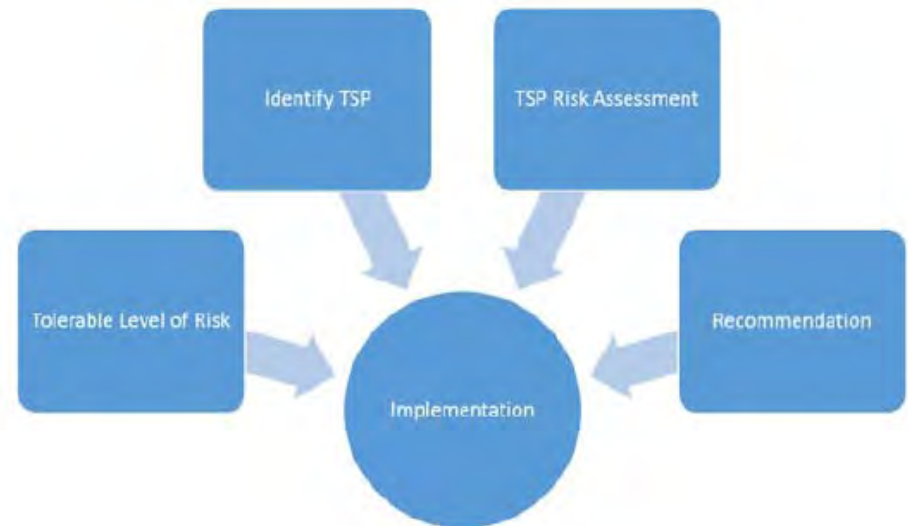 Identify TSP
TSP Risk Assessment
Tolerable Level of Risk
Recommendation
Implementation